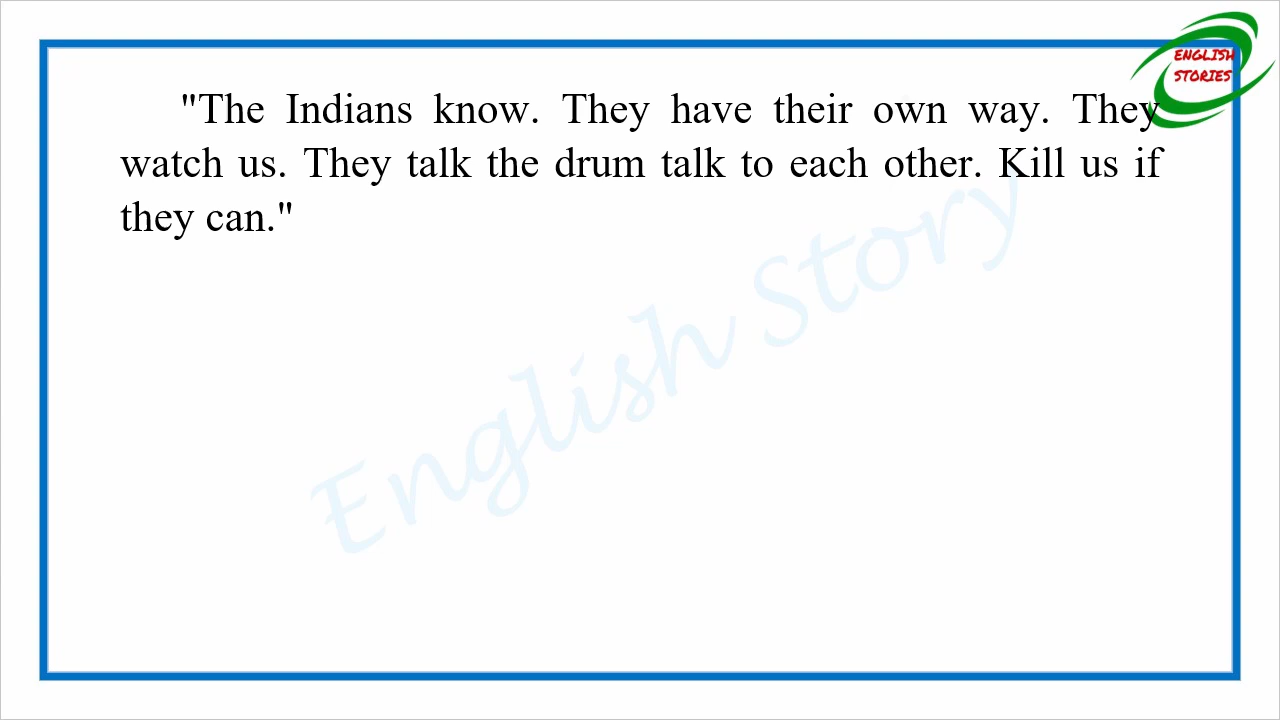 ENGLISH
STORIES
"The Indians know. They have their own way. They
watch us. They talk the drum talk to each other. Kill us if
they can."
English Story